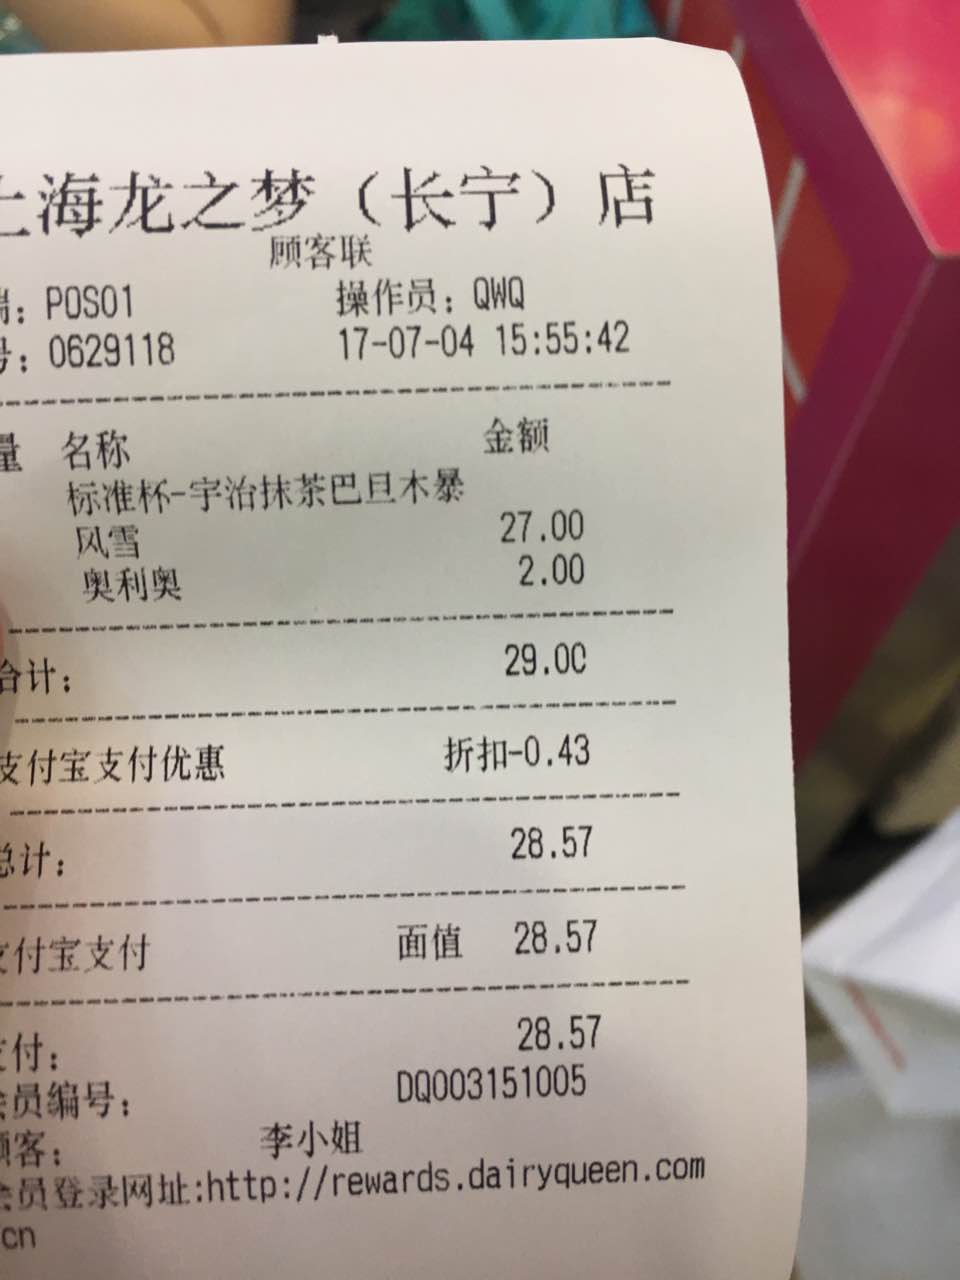 上海龙之梦（长宁）店
顾客联
端：POS01 操作员：QWQ
号：0629118 17-07-04 15:55:42
量 名称 金额
标准杯-宇治抹茶巴旦木暴
风雪 27.00
奥利奥 2.00
合计： 29.00
支付宝支付优惠 折扣-0.43
总计： 28.57
支付宝支付 面值 28.57
支付： 28.57
会员编号： DQ003151005
顾客： 李小姐
会员登录网址:http://rewards.dairyqueen.com
cn